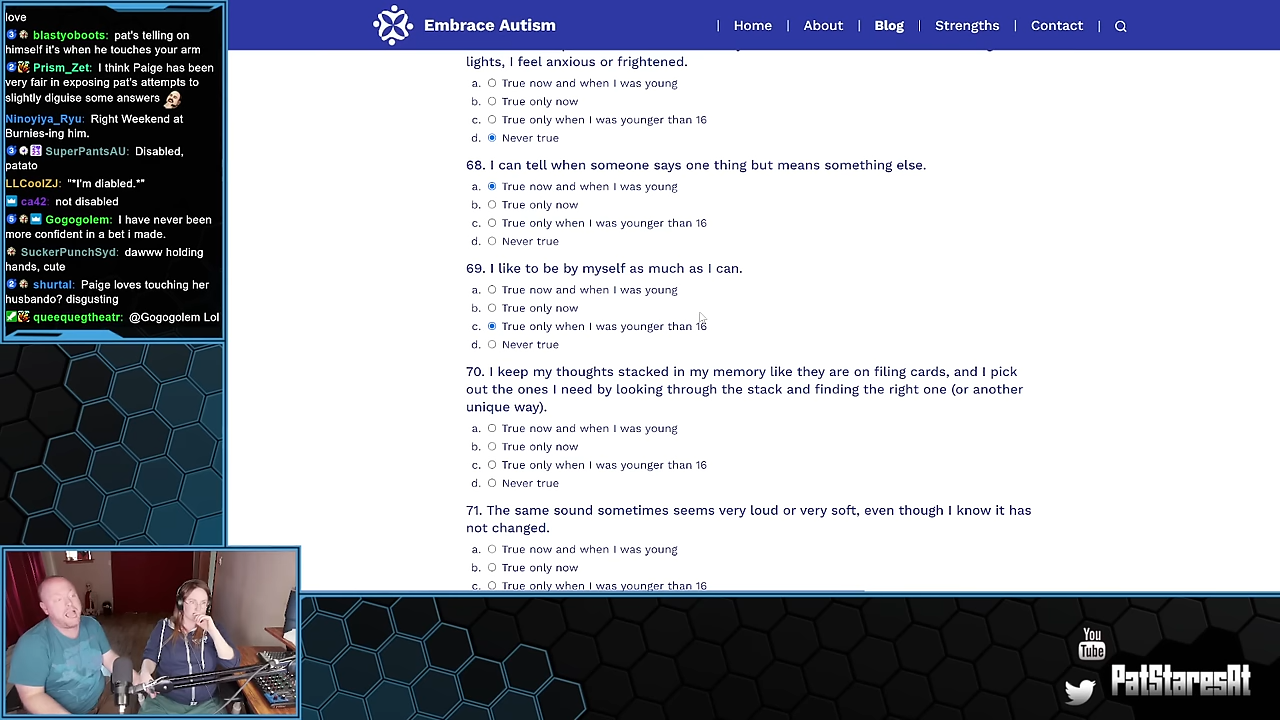 love
blastyoboots: pat's telling on
himself it's when he touches your arm
Prism_Zet: I think Paige has been
very fair in exposing pat's attempts to
slightly diguise some answers
Ninoyiya_Ryu: Right Weekend at
Burnies-ing him.
SuperPantsAU: Disabled,
patato
LLCoolZJ: "*I'm diabled.*"
ca42: not disabled
Gogogolem: I have never been
more confident in a bet i made.
SuckerPunchSyd: dawww holding
hands, cute
shurtal: Paige loves touching her
husbando? disgusting
queequegtheatr: @Gogogolem Lol
Embrace Autism
| Home | About | Blog | Strengths | Contact |
lights, I feel anxious or frightened.
a. True now and when I was young
b. True only now
c. True only when I was younger than 16
d. Never true
68. I can tell when someone says one thing but means something else.
a. True now and when I was young
b. True only now
c. True only when I was younger than 16
d. Never true
69. I like to be by myself as much as I can.
a. True now and when I was young
b. True only now
c. True only when I was younger than 16
d. Never true
70. I keep my thoughts stacked in my memory like they are on filing cards, and I pick
out the ones I need by looking through the stack and finding the right one (or another
unique way).
a. True now and when I was young
b. True only now
c. True only when I was younger than 16
d. Never true
71. The same sound sometimes seems very loud or very soft, even though I know it has
not changed.
a. True now and when I was young
b. True only now
c. True only when I was younger than 16
You
Tube
PatStaresAt